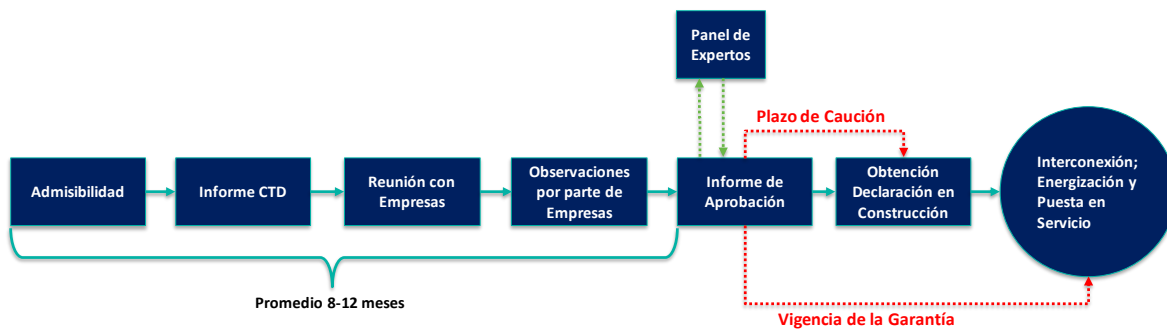 Panel de
Expertos
Plazo de Caución
Admisibilidad
Informe CTD
Reunión con
Empresas
Observaciones
por parte de
Empresas
Informe de
Aprobación
Obtención
Declaración en
Construcción
Interconexión;
Energización y
Puesta en
Servicio
Promedio 8-12 meses
Vigencia de la Garantía